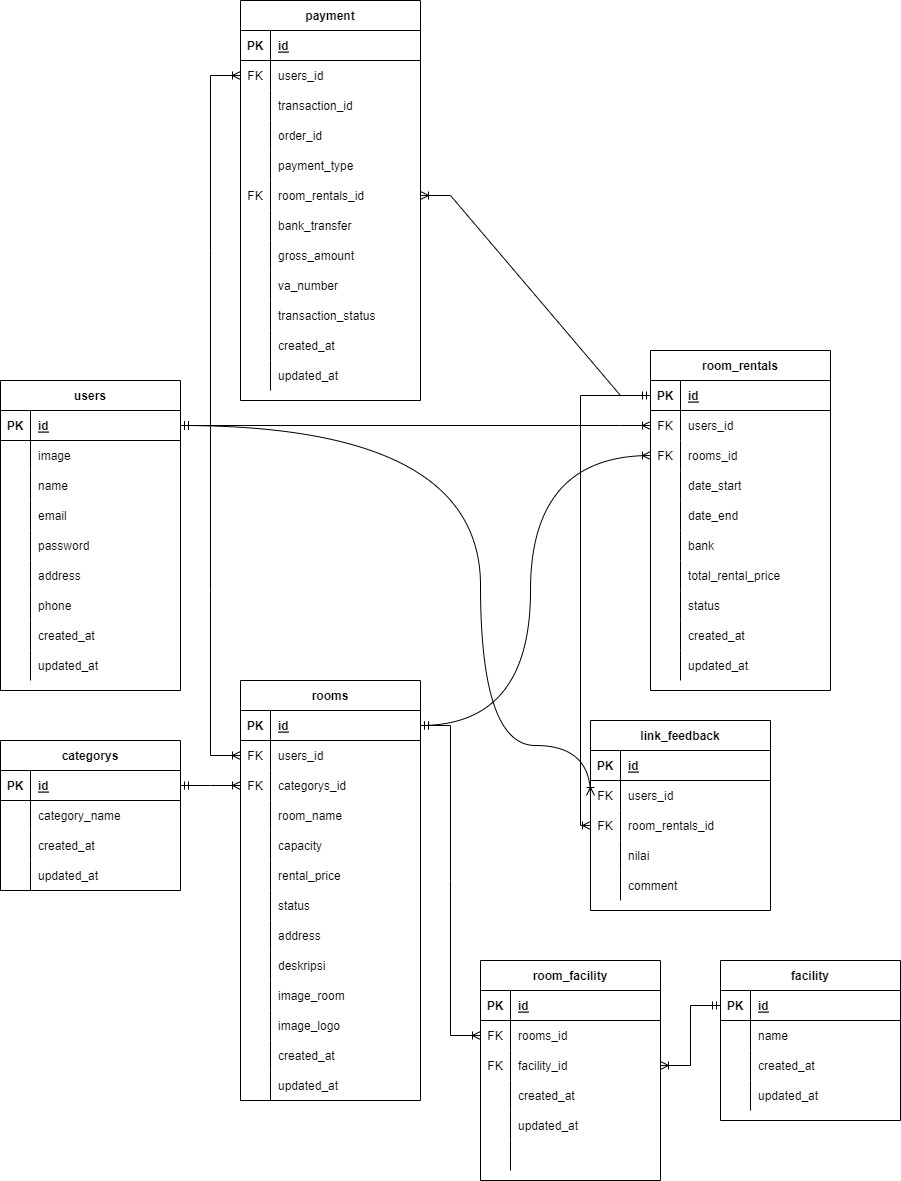 payment
PK id
FK users_id
transaction_id
order_id
payment_type
FK room_rentals_id
bank_transfer
gross_amount
va_number
transaction_status
created_at
updated_at
room_rentals
PK id
FK users_id
FK rooms_id
date_start
date_end
bank
total_rental_price
status
created_at
updated_at
users
PK id
image
name
email
password
address
phone
created_at
updated_at
rooms
PK id
FK users_id
FK categorys_id
room_name
capacity
rental_price
status
address
deskripsi
image_room
image_logo
created_at
updated_at
categorys
PK id
category_name
created_at
updated_at
link_feedback
PK id
FK users_id
FK room_rentals_id
nilai
comment
room_facility
PK id
FK rooms_id
FK facility_id
created_at
updated_at
facility
PK id
name
created_at
updated_at